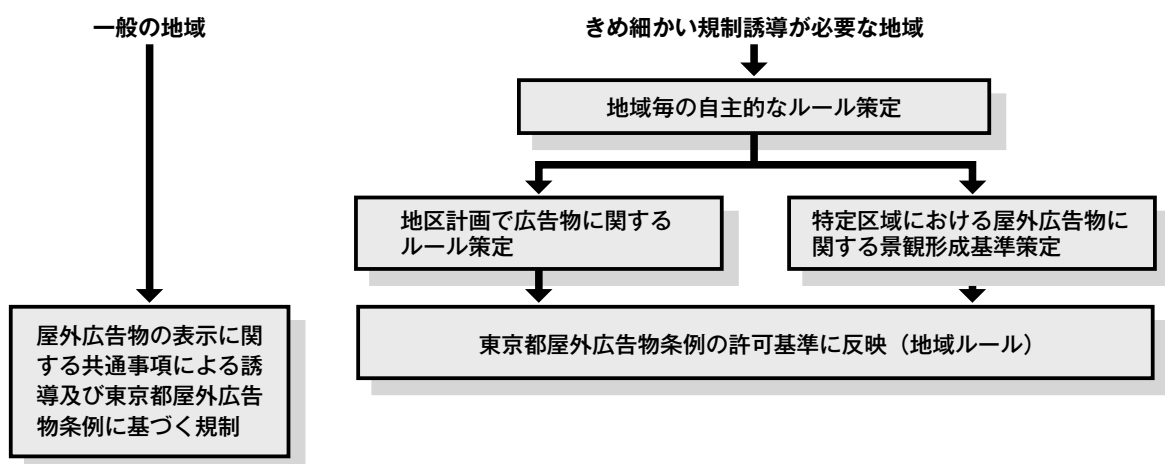 一般の地域
きめ細かい規制誘導が必要な地域
地域毎の自主的なルール策定
地区計画で広告物に関する
ルール策定
特定区域における屋外広告物に
関する景観形成基準策定
屋外広告物の表示に関
する共通事項による誘
導及び東京都屋外広告
物条例に基づく規制
東京都屋外広告物条例の許可基準に反映（地域ルール）